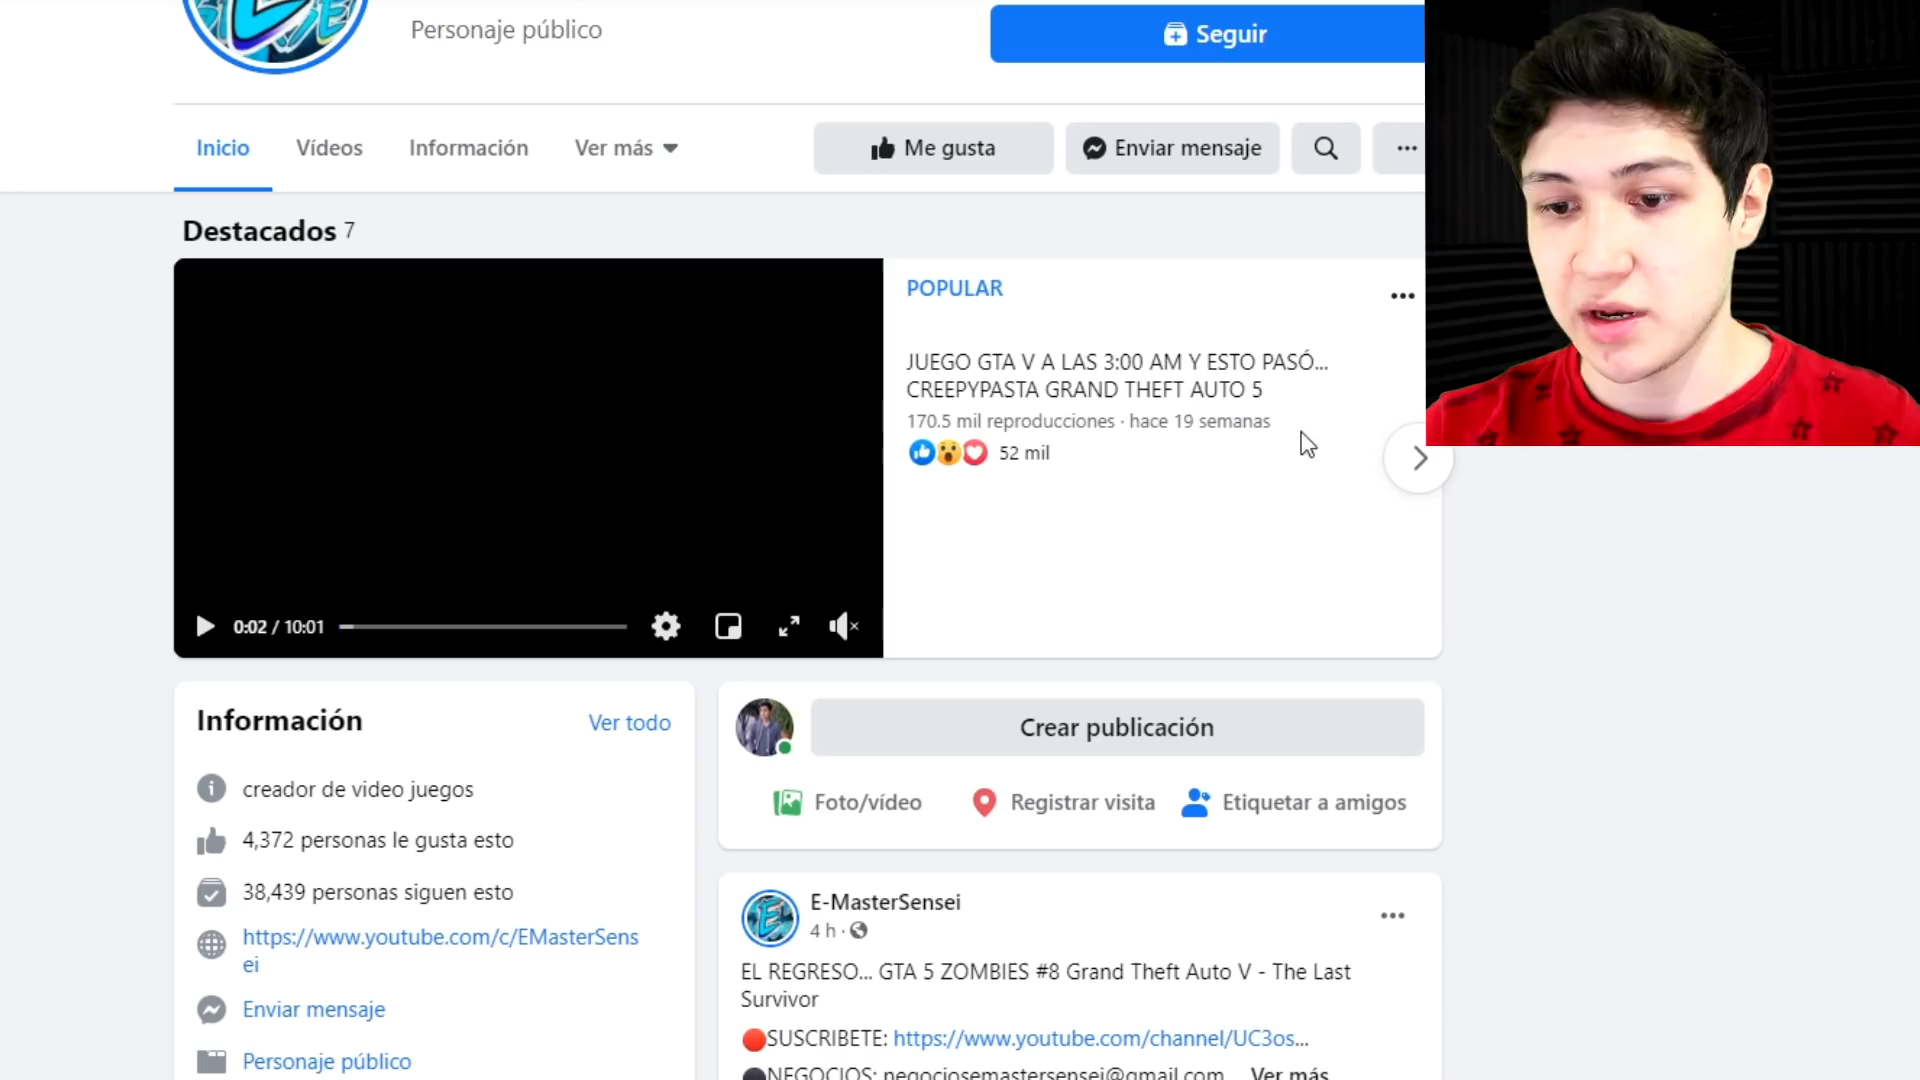 Personaje público
Seguir
Inicio
Vídeos
Información
Ver más
Me gusta
Enviar mensaje
Destacados 7
POPULAR
JUEGO GTA V A LAS 3:00 AM Y ESTO PASÓ...
CREEPYPASTA GRAND THEFT AUTO 5
170.5 mil reproducciones · hace 19 semanas
52 mil
0:02 / 10:01
Información
Ver todo
creador de video juegos
4,372 personas le gusta esto
38,439 personas siguen esto
https://www.youtube.com/c/EMasterSens
ei
Enviar mensaje
Personaje público
Crear publicación
Foto/vídeo
Registrar visita
Etiquetar a amigos
E-MasterSensei
4 h ·
EL REGRESO... GTA 5 ZOMBIES #8 Grand Theft Auto V - The Last
Survivor
SUSCRIBETE: https://www.youtube.com/channel/UC3os...
NEGOCIOS: negociosemastersensei@gmail.com... Ver más